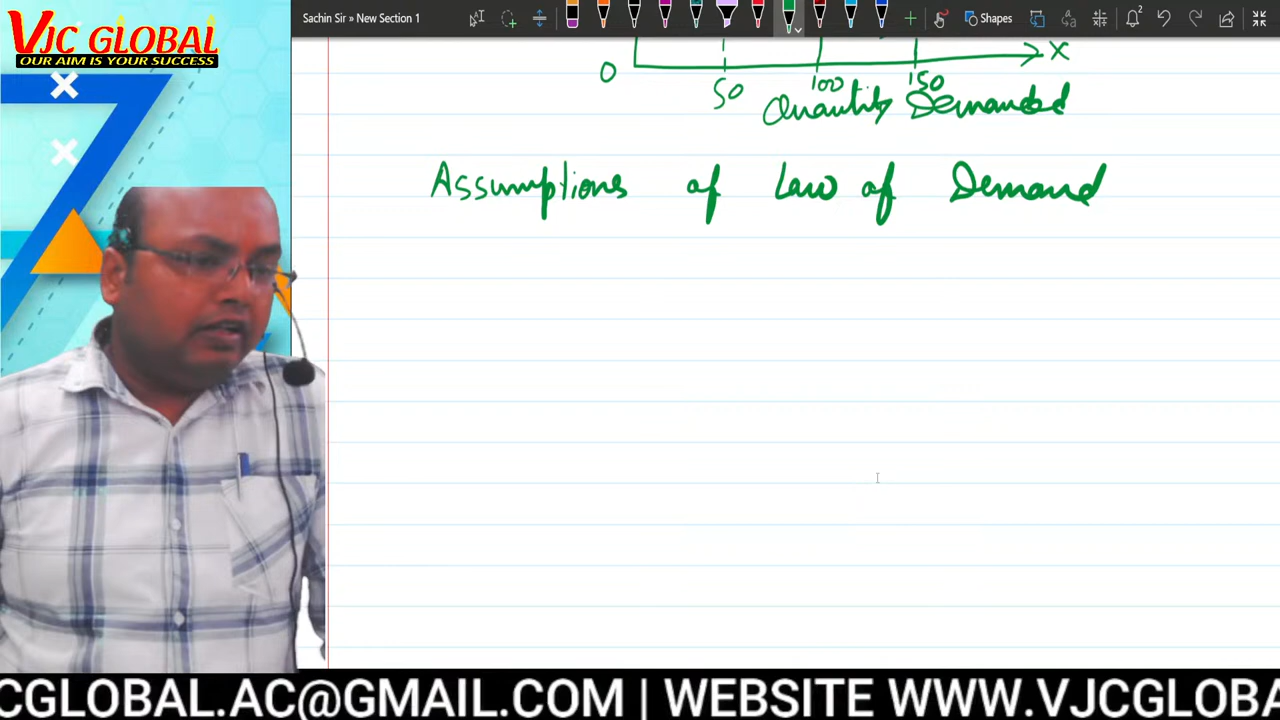 VJC GLOBAL
OUR AIM IS YOUR SUCCESS
Sachin Sir » New Section 1
Shapes
2
X
0
50
100
150
Quantity Demanded
Assumptions of Law of Demand
CGLOBAL.AC@GMAIL.COM | WEBSITE WWW.VJCGLOBA